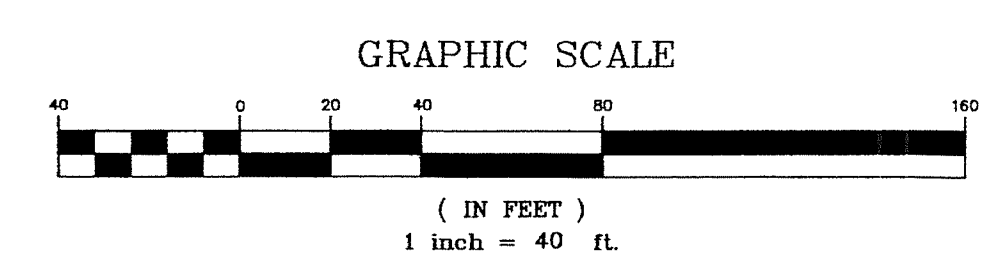 GRAPHIC SCALE
40 0 20 40 80 160
( IN FEET )
1 inch = 40 ft.